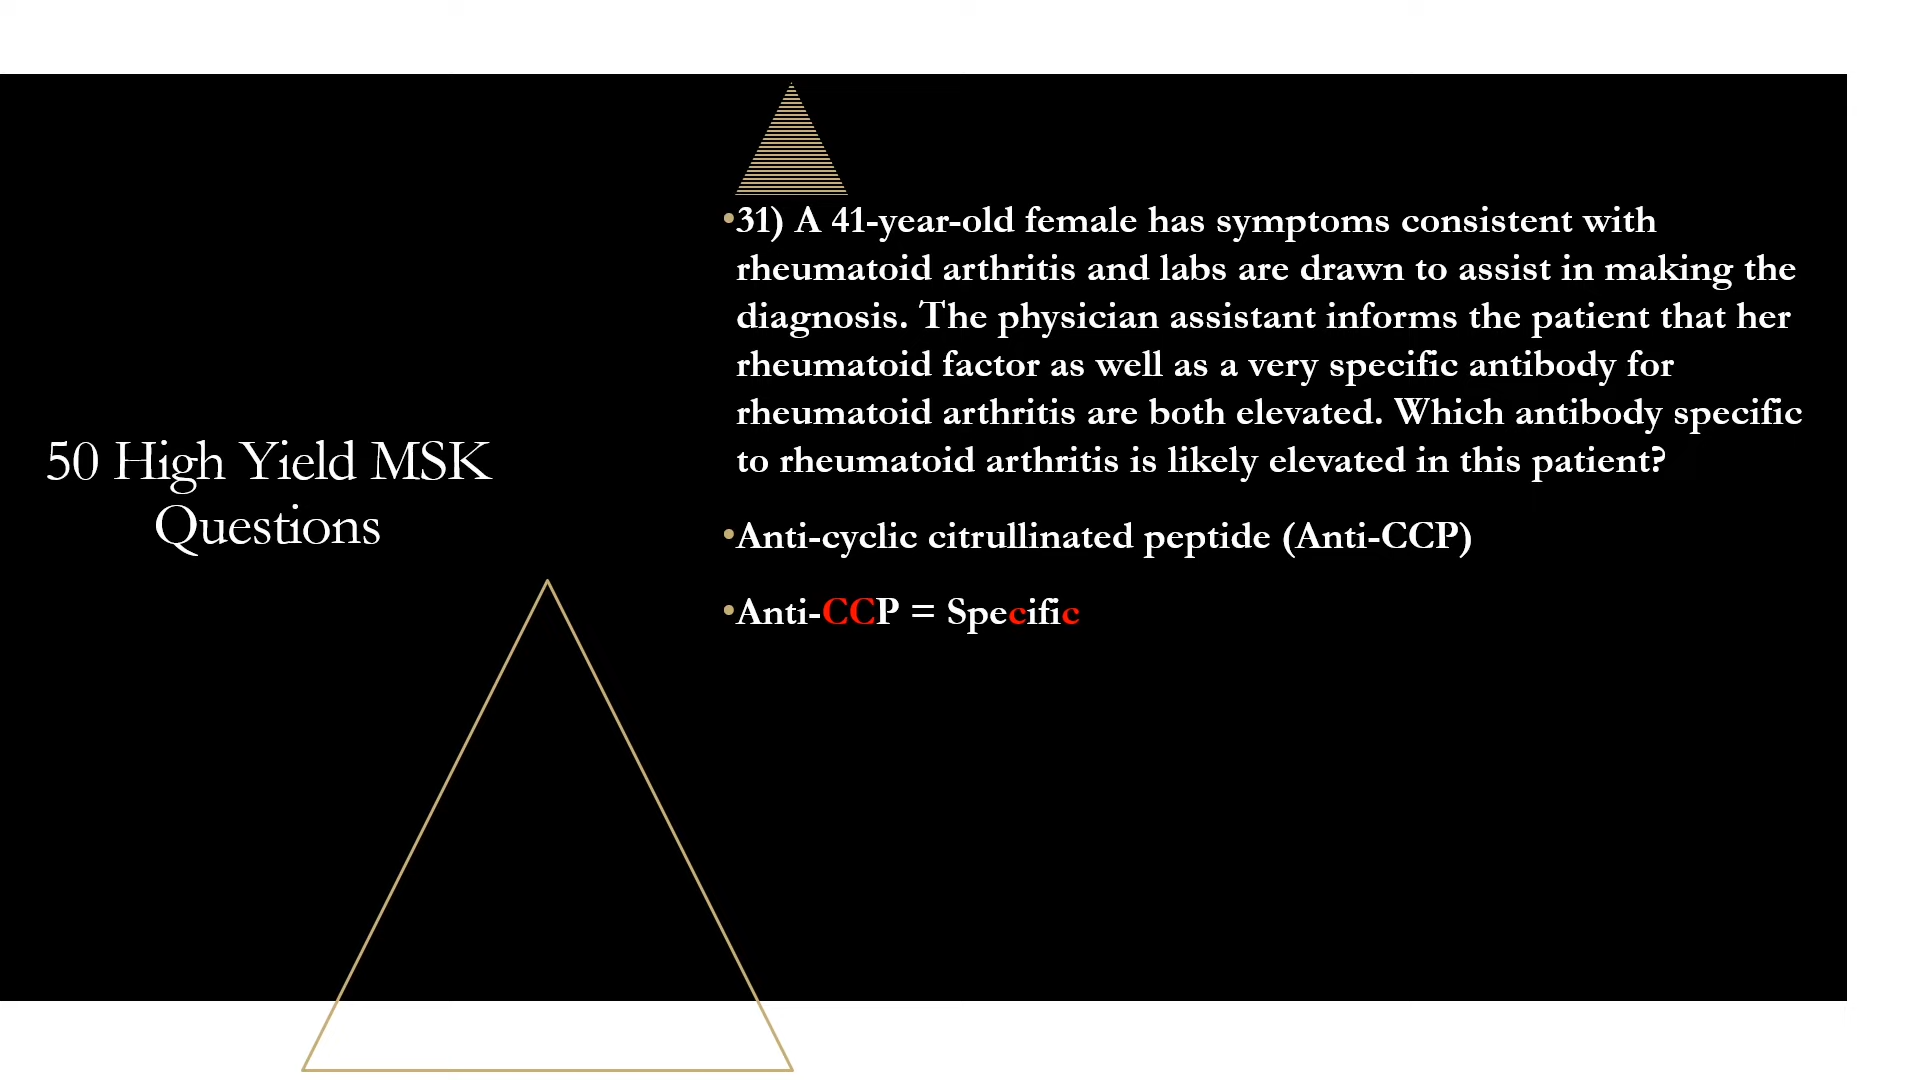 50 High Yield MSK
Questions
•31) A 41-year-old female has symptoms consistent with
rheumatoid arthritis and labs are drawn to assist in making the
diagnosis. The physician assistant informs the patient that her
rheumatoid factor as well as a very specific antibody for
rheumatoid arthritis are both elevated. Which antibody specific
to rheumatoid arthritis is likely elevated in this patient?
•Anti-cyclic citrullinated peptide (Anti-CCP)
•Anti-CCP = Specific